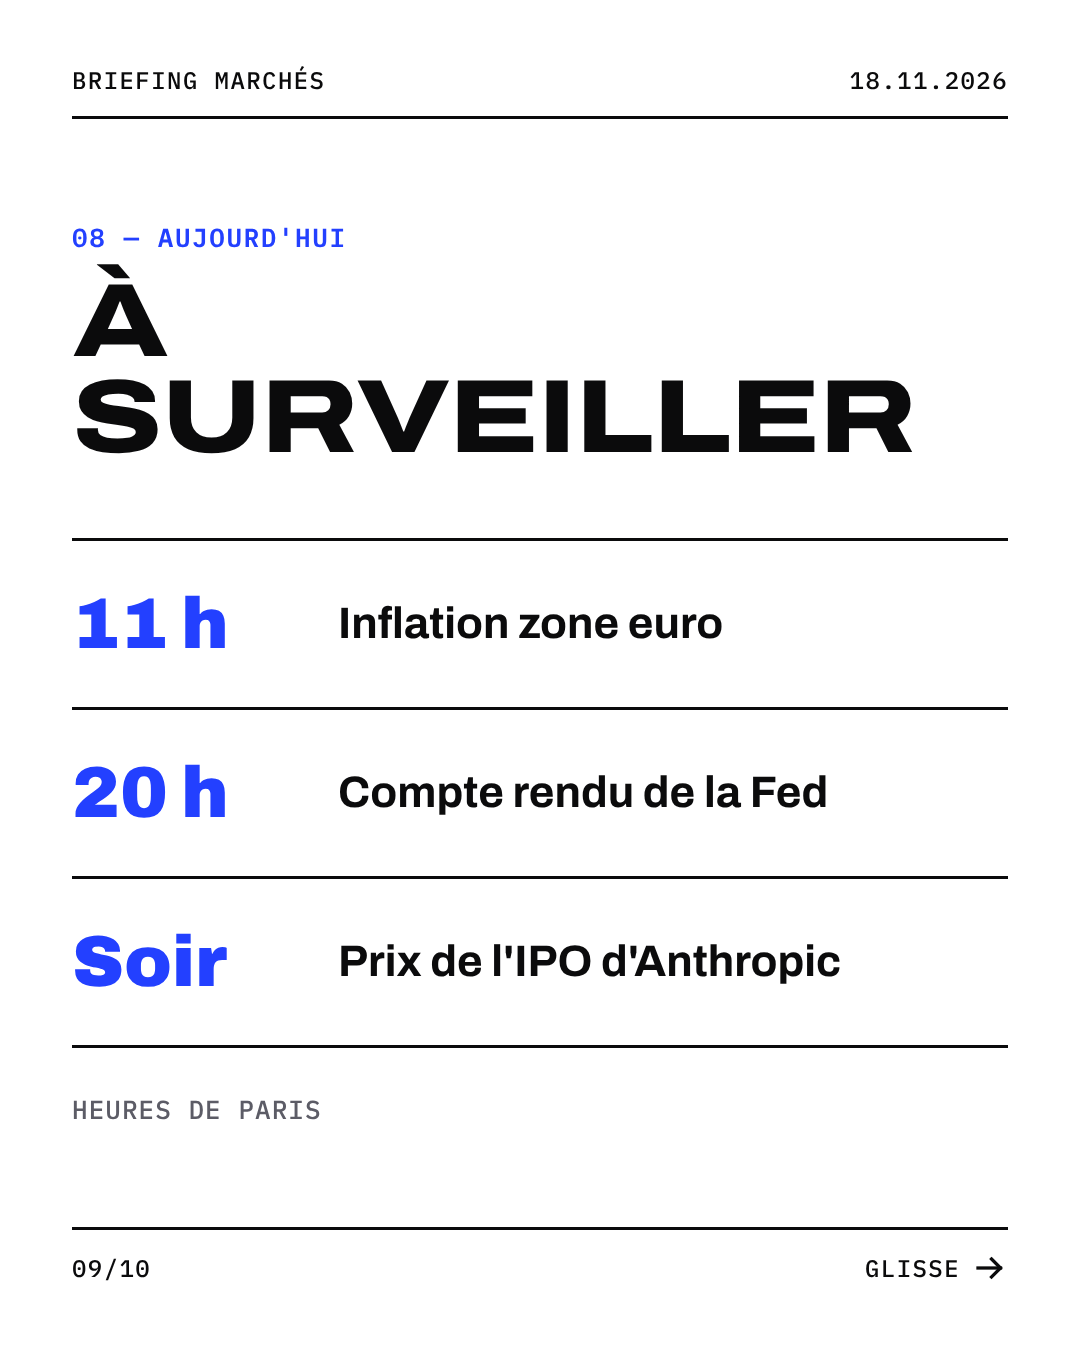 BRIEFING MARCHÉS
18.11.2026
08 — AUJOURD'HUI
À
SURVEILLER
11 h
Inflation zone euro
20 h
Compte rendu de la Fed
Soir
Prix de l'IPO d'Anthropic
HEURES DE PARIS
09/10
GLISSE →